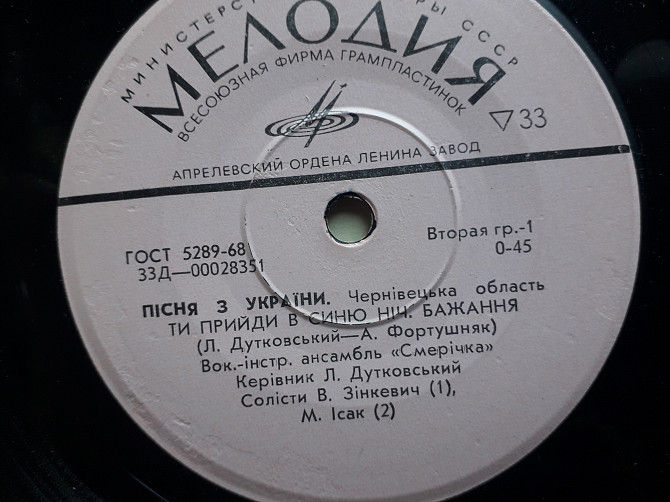 МИНИСТЕРСТ РЫ СССР
МЕЛОДИЯ
ВСЕСОЮЗНАЯ ФИРМА ГРАМПЛАСТИНОК
▽33
АПРЕЛЕВСКИЙ ОРДЕНА ЛЕНИНА ЗАВОД
ГОСТ 5289-68
33Д—00028351
Вторая гр.-1
0-45
ПІСНЯ З УКРАЇНИ. Чернівецька область
ТИ ПРИЙДИ В СИНЮ НІЧ. БАЖАННЯ
(Л. Дутковський—А. Фортушняк)
Вок.-інстр. ансамбль «Смерічка»
Керівник Л. Дутковський
Солісти В. Зінкевич (1),
М. Ісак (2)